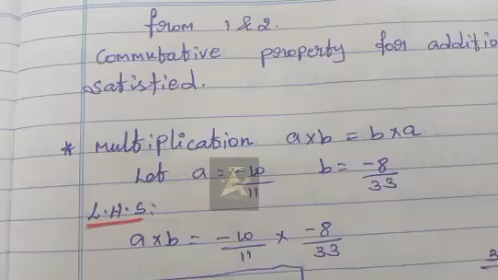 from 1 & 2.
Commutative property for additio
satisfied.
* Multiplication a×b = b×a
Let a = -10/11 b = -8/33
L.H.S:
a×b = -10/11 × -8/33